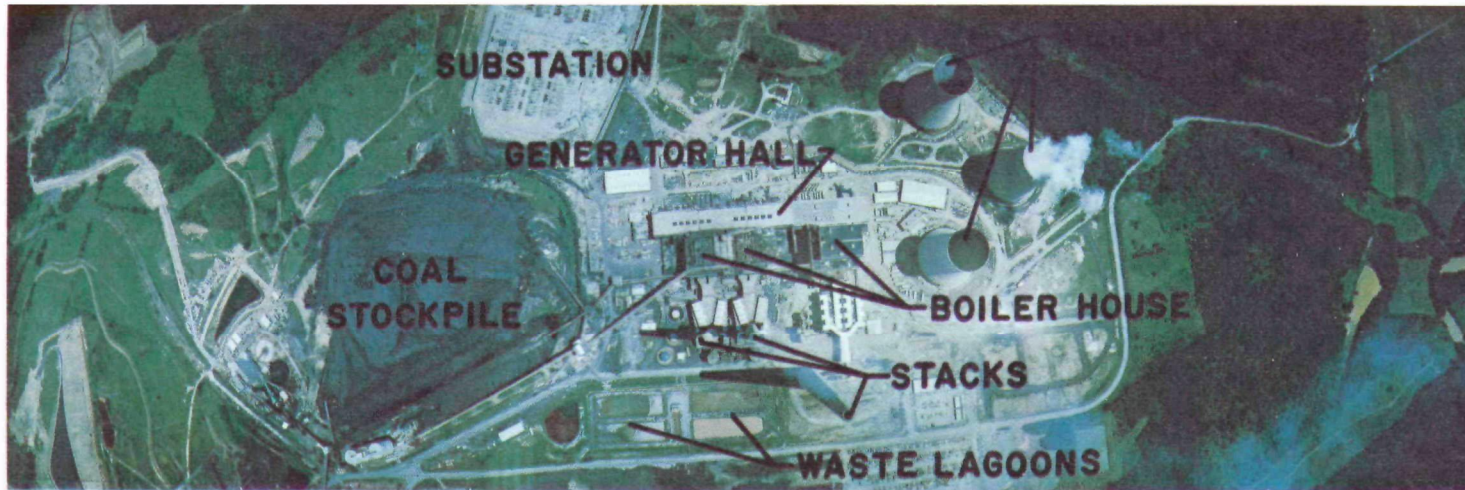 SUBSTATION
GENERATOR HALL
COAL
STOCKPILE
BOILER HOUSE
STACKS
WASTE LAGOONS